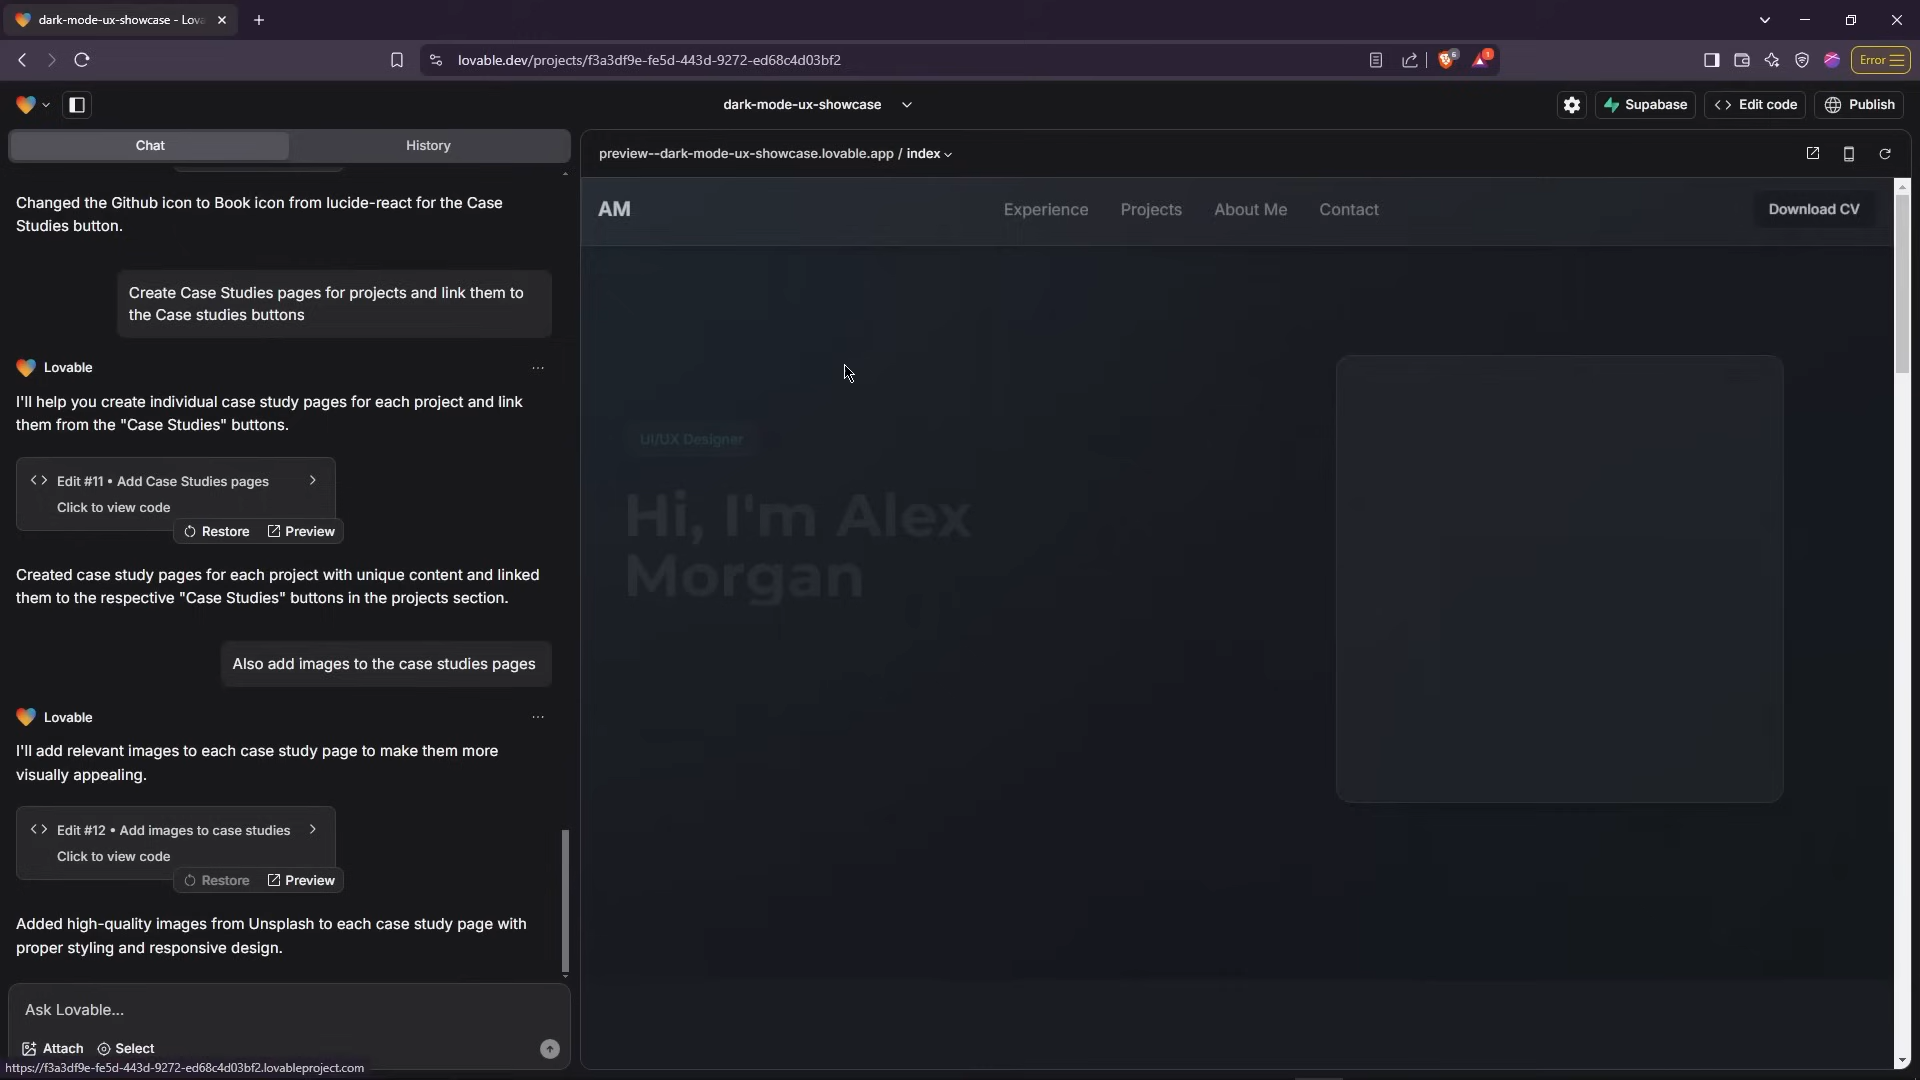 dark-mode-ux-showcase - Lova
lovable.dev/projects/f3a3df9e-fe5d-443d-9272-ed68c4d03bf2
6
1
Error
dark-mode-ux-showcase
Supabase
Edit code
Publish
Chat
History
preview--dark-mode-ux-showcase.lovable.app / index
Changed the Github icon to Book icon from lucide-react for the Case
Studies button.
Create Case Studies pages for projects and link them to
the Case studies buttons
Lovable
I'll help you create individual case study pages for each project and link
them from the "Case Studies" buttons.
Edit #11 • Add Case Studies pages
Click to view code
Restore
Preview
Created case study pages for each project with unique content and linked
them to the respective "Case Studies" buttons in the projects section.
Also add images to the case studies pages
Lovable
I'll add relevant images to each case study page to make them more
visually appealing.
Edit #12 • Add images to case studies
Click to view code
Restore
Preview
Added high-quality images from Unsplash to each case study page with
proper styling and responsive design.
Ask Lovable...
Attach
Select
https://f3a3df9e-fe5d-443d-9272-ed68c4d03bf2.lovableproject.com
AM
Experience
Projects
About Me
Contact
Download CV
UI/UX Designer
Hi, I'm Alex
Morgan